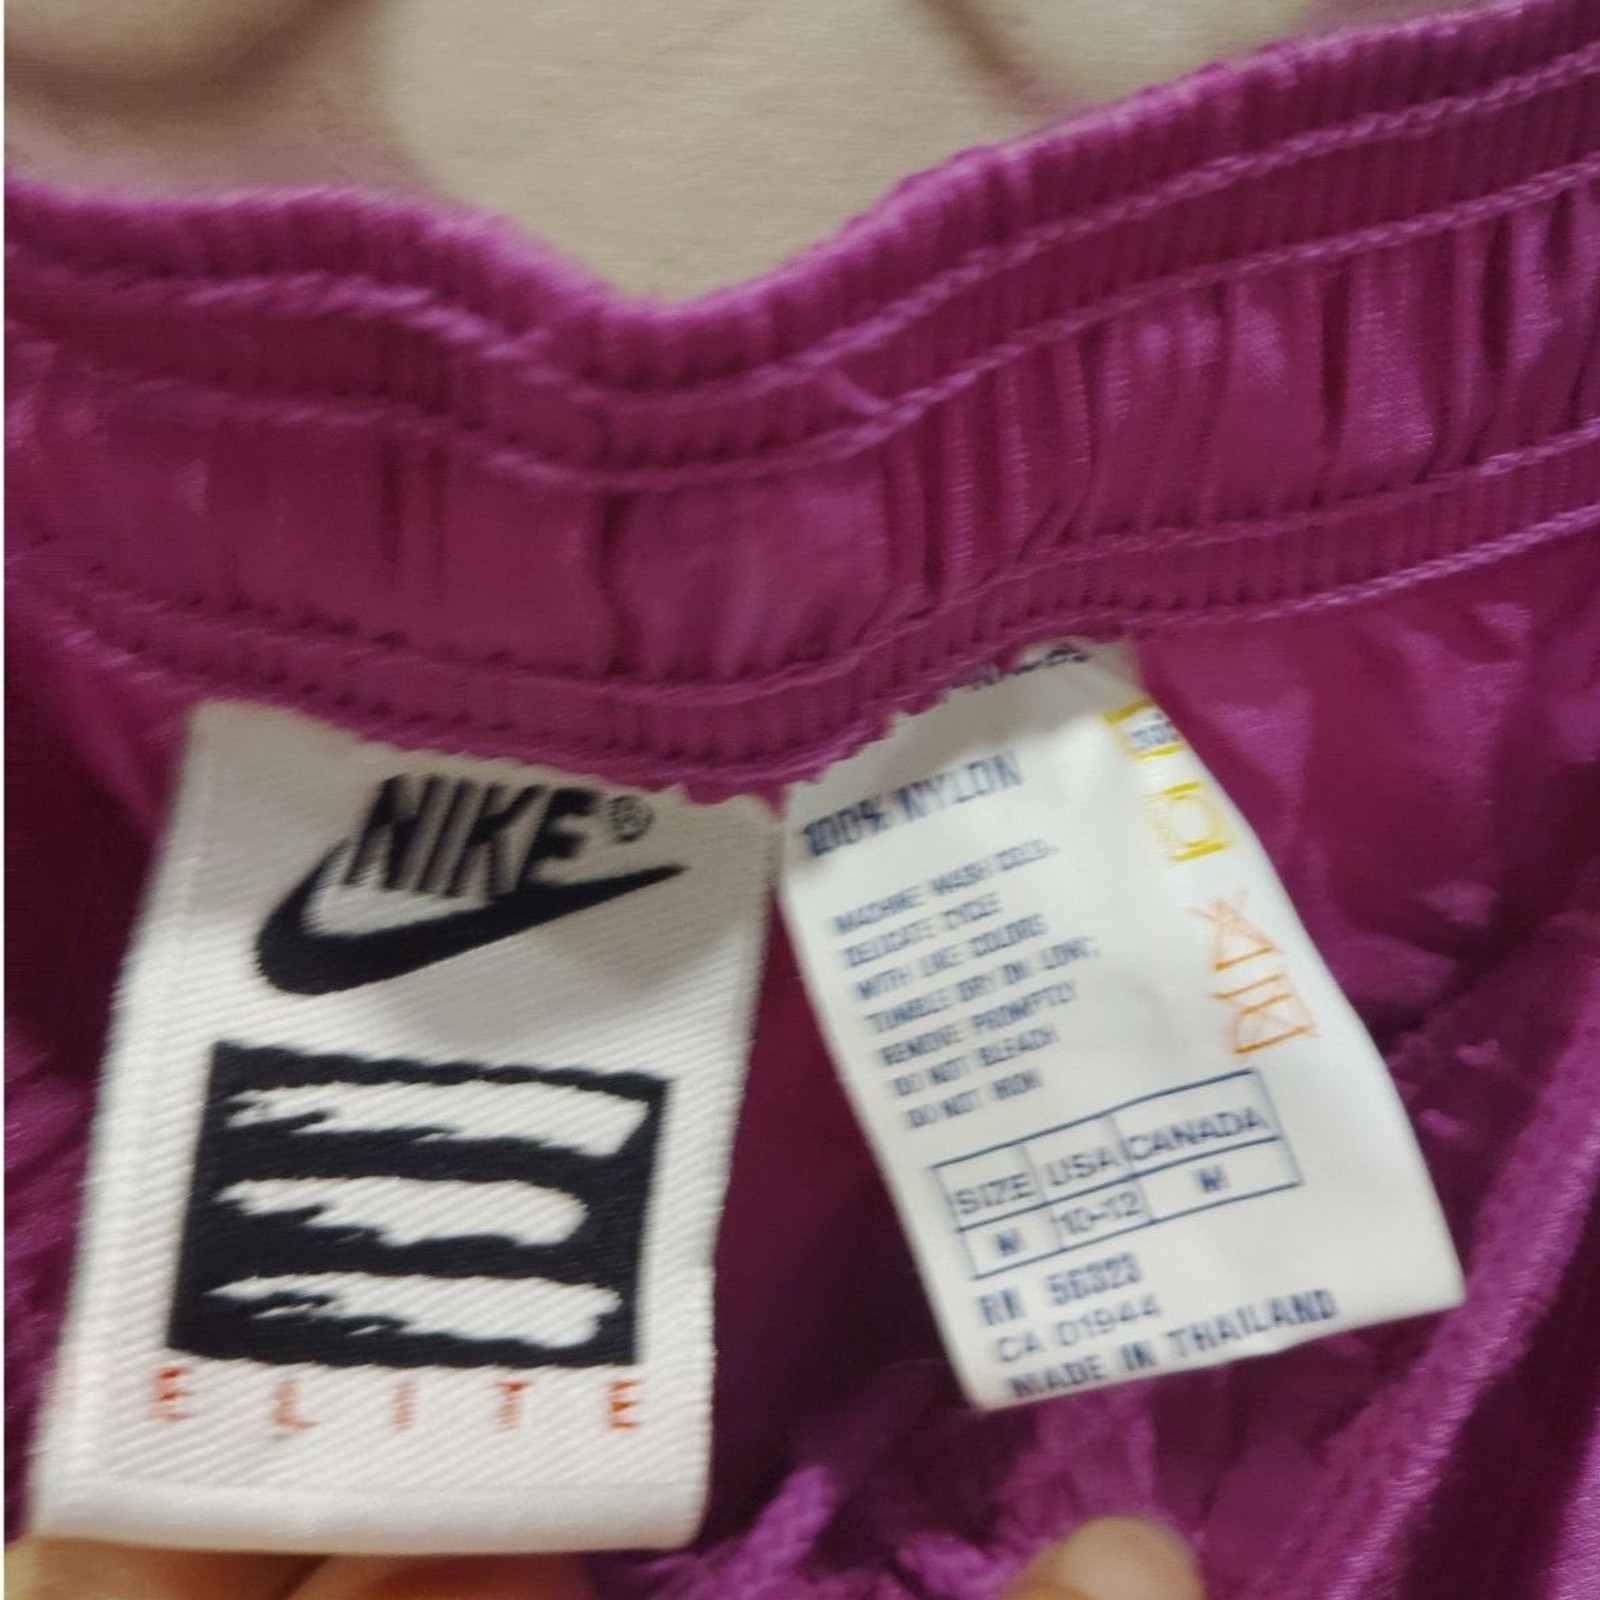 NIKE®
ELITE
100% NYLON
MACHINE WASH COLD,
DELICATE CYCLE
WITH LIKE COLORS
TUMBLE DRY ON LOW;
REMOVE PROMPTLY
DO NOT BLEACH
DO NOT IRON
SIZE USA CANADA
M 10-12 M
RN 56323
CA 01944
MADE IN THAILAND